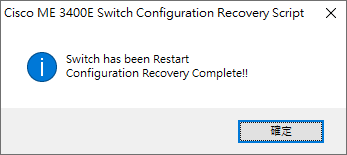 Cisco ME 3400E Switch Configuration Recovery Script
Switch has been Restart
Configuration Recovery Complete!!
確定